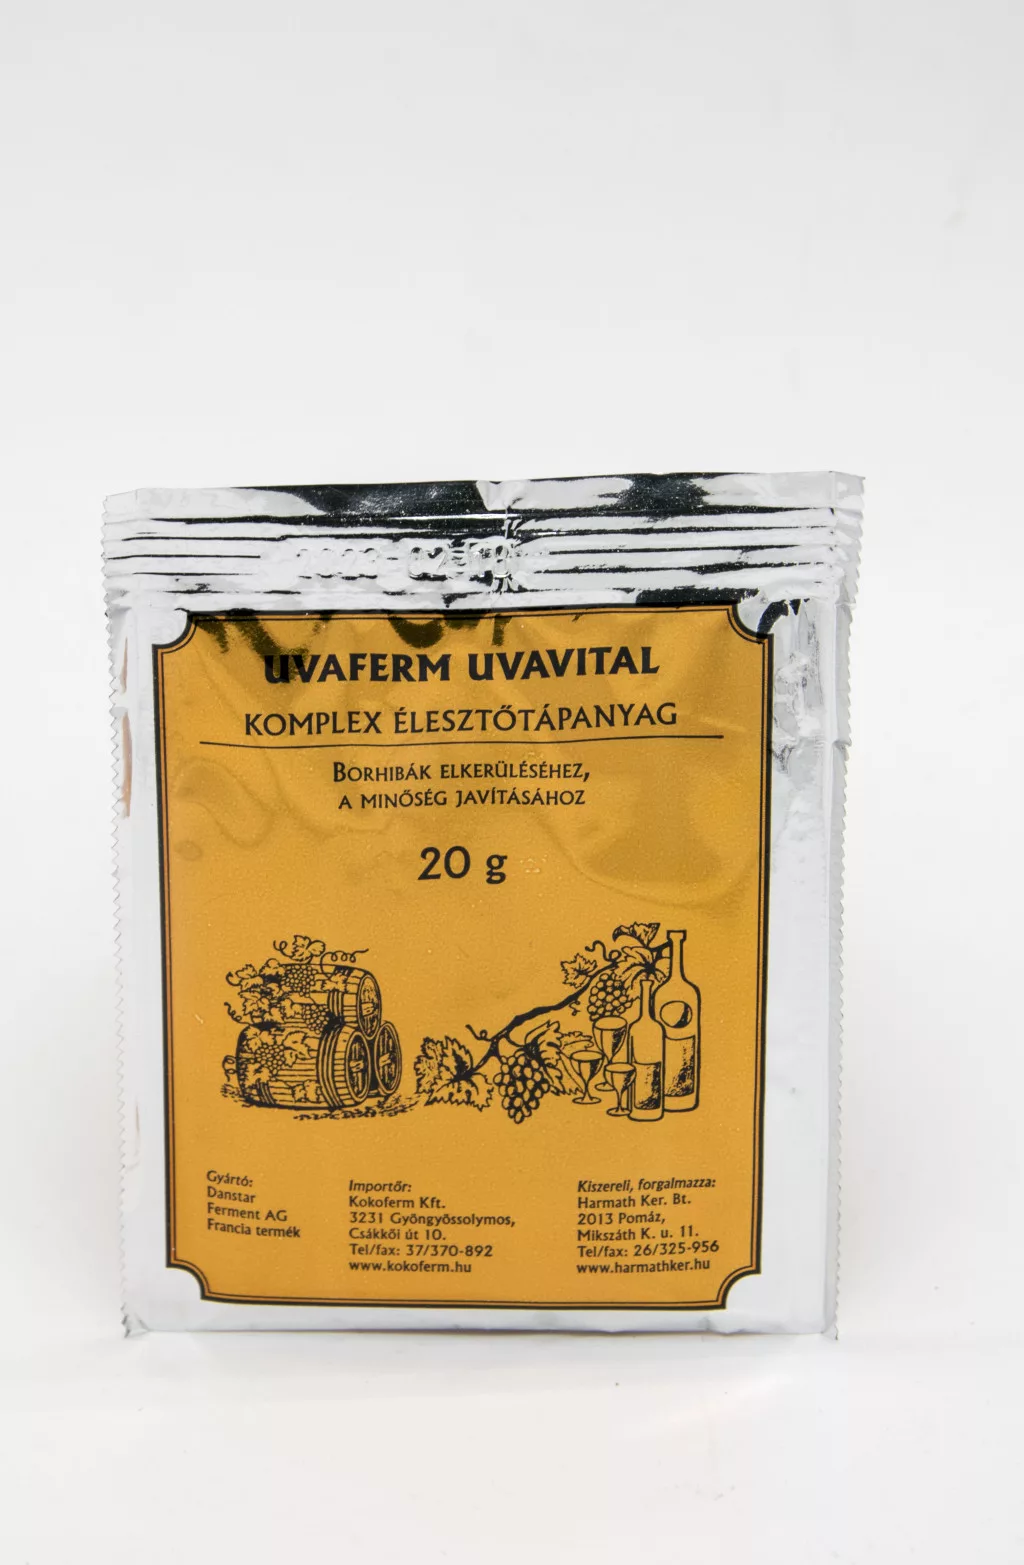 UVAFERM UVAVITAL
KOMPLEX ÉLESZTŐTÁPANYAG
BORHIBÁK ELKERÜLÉSÉHEZ,
A MINŐSÉG JAVÍTÁSÁHOZ
20 g
Gyártó:
Danstar
Ferment AG
Francia termék
Importőr:
Kokoferm Kft.
3231 Gyöngyössolymos,
Csákkői út 10.
Tel/fax: 37/370-892
www.kokoferm.hu
Kiszereli, forgalmazza:
Harmath Ker. Bt.
2013 Pomáz,
Mikszáth K. u. 11.
Tel/fax: 26/325-956
www.harmathker.hu